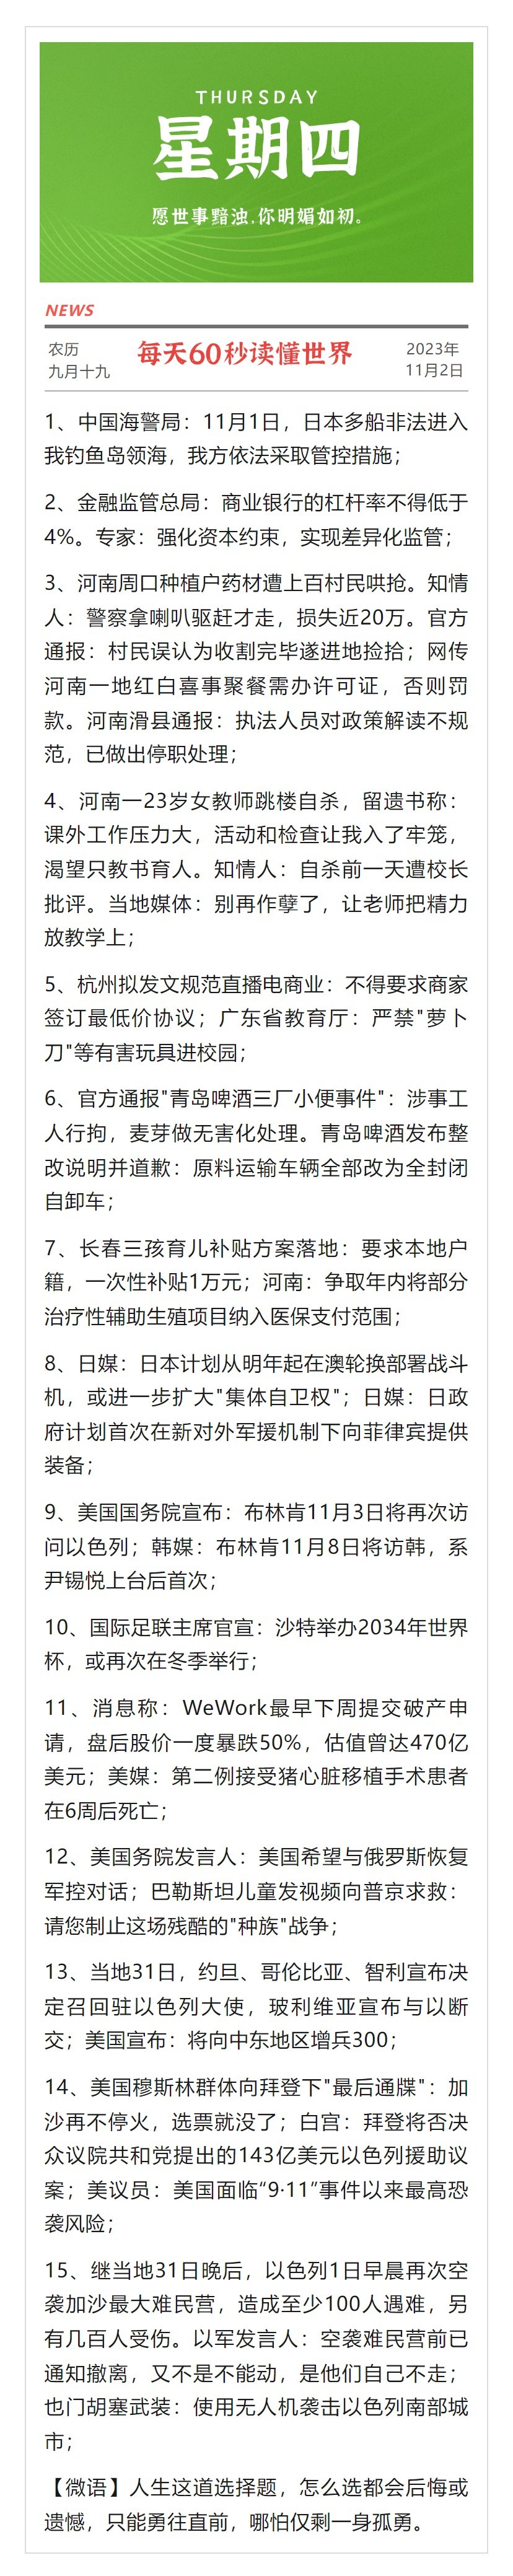 THURSDAY
星期四
愿世事黯浊.你明媚如初。
NEWS
农历
九月十九
每天60秒读懂世界
2023年
11月2日
1、中国海警局：11月1日，日本多船非法进入
我钓鱼岛领海，我方依法采取管控措施；
2、金融监管总局：商业银行的杠杆率不得低于
4%。专家：强化资本约束，实现差异化监管；
3、河南周口种植户药材遭上百村民哄抢。知情
人：警察拿喇叭驱赶才走，损失近20万。官方
通报：村民误认为收割完毕遂进地捡拾；网传
河南一地红白喜事聚餐需办许可证，否则罚
款。河南滑县通报：执法人员对政策解读不规
范，已做出停职处理；
4、河南一23岁女教师跳楼自杀，留遗书称：
课外工作压力大，活动和检查让我入了牢笼，
渴望只教书育人。知情人：自杀前一天遭校长
批评。当地媒体：别再作孽了，让老师把精力
放教学上；
5、杭州拟发文规范直播电商业：不得要求商家
签订最低价协议；广东省教育厅：严禁"萝卜
刀"等有害玩具进校园；
6、官方通报"青岛啤酒三厂小便事件"：涉事工
人行拘，麦芽做无害化处理。青岛啤酒发布整
改说明并道歉：原料运输车辆全部改为全封闭
自卸车；
7、长春三孩育儿补贴方案落地：要求本地户
籍，一次性补贴1万元；河南：争取年内将部分
治疗性辅助生殖项目纳入医保支付范围；
8、日媒：日本计划从明年起在澳轮换部署战斗
机，或进一步扩大"集体自卫权"；日媒：日政
府计划首次在新对外军援机制下向菲律宾提供
装备；
9、美国国务院宣布：布林肯11月3日将再次访
问以色列；韩媒：布林肯11月8日将访韩，系
尹锡悦上台后首次；
10、国际足联主席官宣：沙特举办2034年世界
杯，或再次在冬季举行；
11、消息称：WeWork最早下周提交破产申
请，盘后股价一度暴跌50%，估值曾达470亿
美元；美媒：第二例接受猪心脏移植手术患者
在6周后死亡；
12、美国务院发言人：美国希望与俄罗斯恢复
军控对话；巴勒斯坦儿童发视频向普京求救：
请您制止这场残酷的"种族"战争；
13、当地31日，约旦、哥伦比亚、智利宣布决
定召回驻以色列大使，玻利维亚宣布与以断
交；美国宣布：将向中东地区增兵300；
14、美国穆斯林群体向拜登下"最后通牒"：加
沙再不停火，选票就没了；白宫：拜登将否决
众议院共和党提出的143亿美元以色列援助议
案；美议员：美国面临“9·11”事件以来最高恐
袭风险；
15、继当地31日晚后，以色列1日早晨再次空
袭加沙最大难民营，造成至少100人遇难，另
有几百人受伤。以军发言人：空袭难民营前已
通知撤离，又不是不能动，是他们自己不走；
也门胡塞武装：使用无人机袭击以色列南部城
市；
【微语】人生这道选择题，怎么选都会后悔或
遗憾，只能勇往直前，哪怕仅剩一身孤勇。